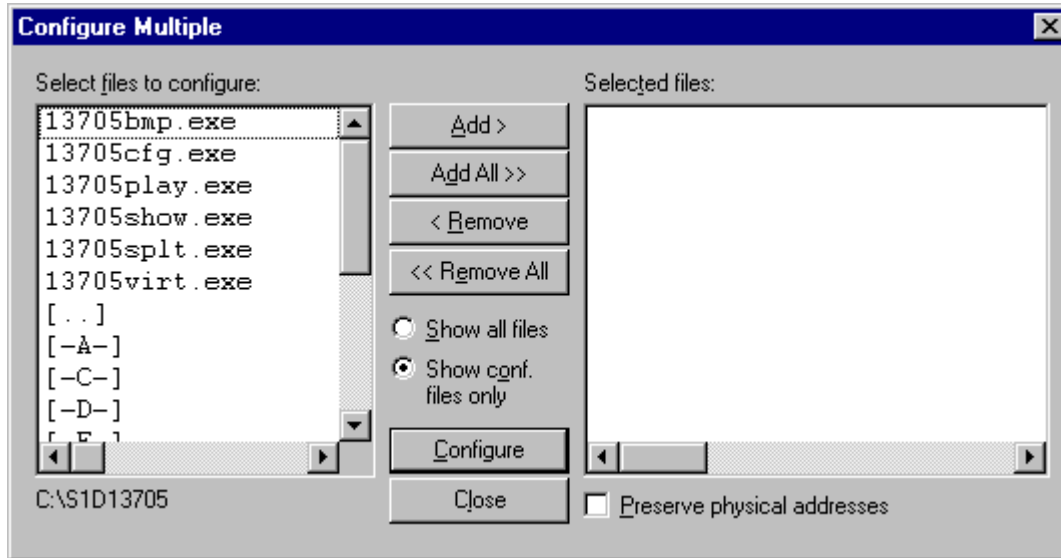 Configure Multiple
Select files to configure:
13705bmp.exe
13705cfg.exe
13705play.exe
13705show.exe
13705splt.exe
13705virt.exe
[..]
[-A-]
[-C-]
[-D-]
C:\S1D13705
Add >
Add All >>
< Remove
<< Remove All
Show all files
Show conf.
files only
Configure
Close
Selected files:
Preserve physical addresses